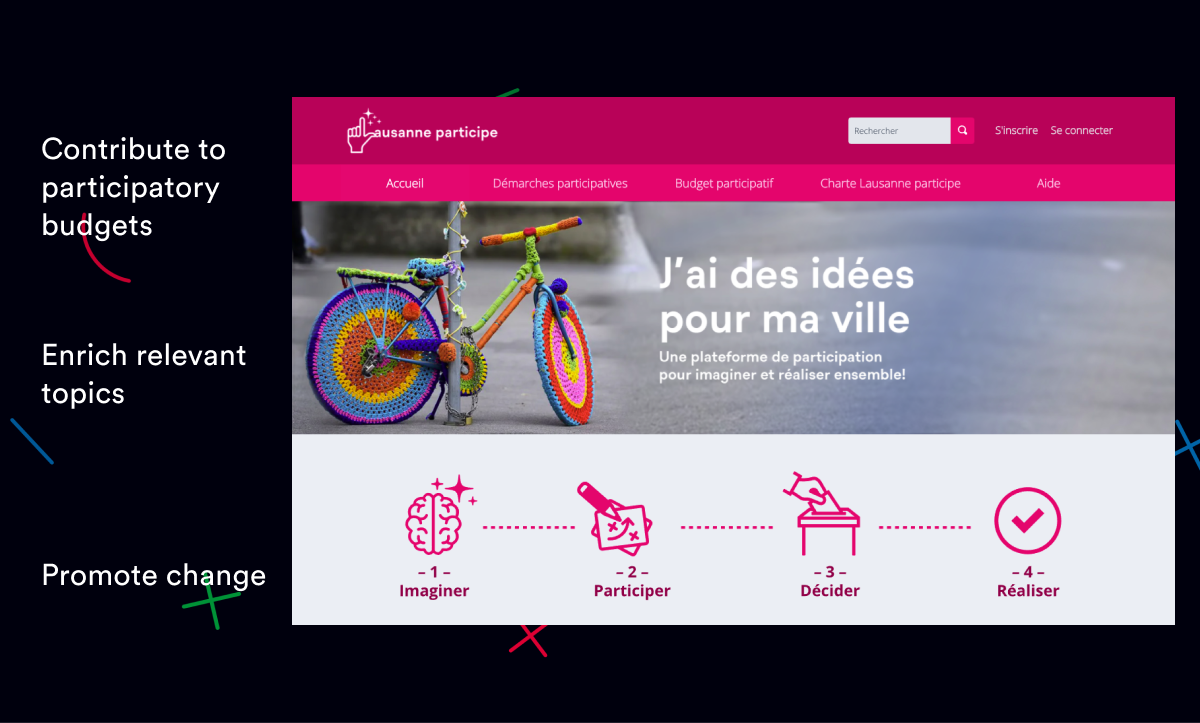 Contribute to
participatory
budgets
Enrich relevant
topics
Promote change
ausanne participe
Rechercher
S'inscrire
Se connecter
Accueil
Démarches participatives
Budget participatif
Charte Lausanne participe
Aide
J'ai des idées
pour ma ville
Une plateforme de participation
pour imaginer et réaliser ensemble!
– 1 –
Imaginer
– 2 –
Participer
– 3 –
Décider
– 4 –
Réaliser